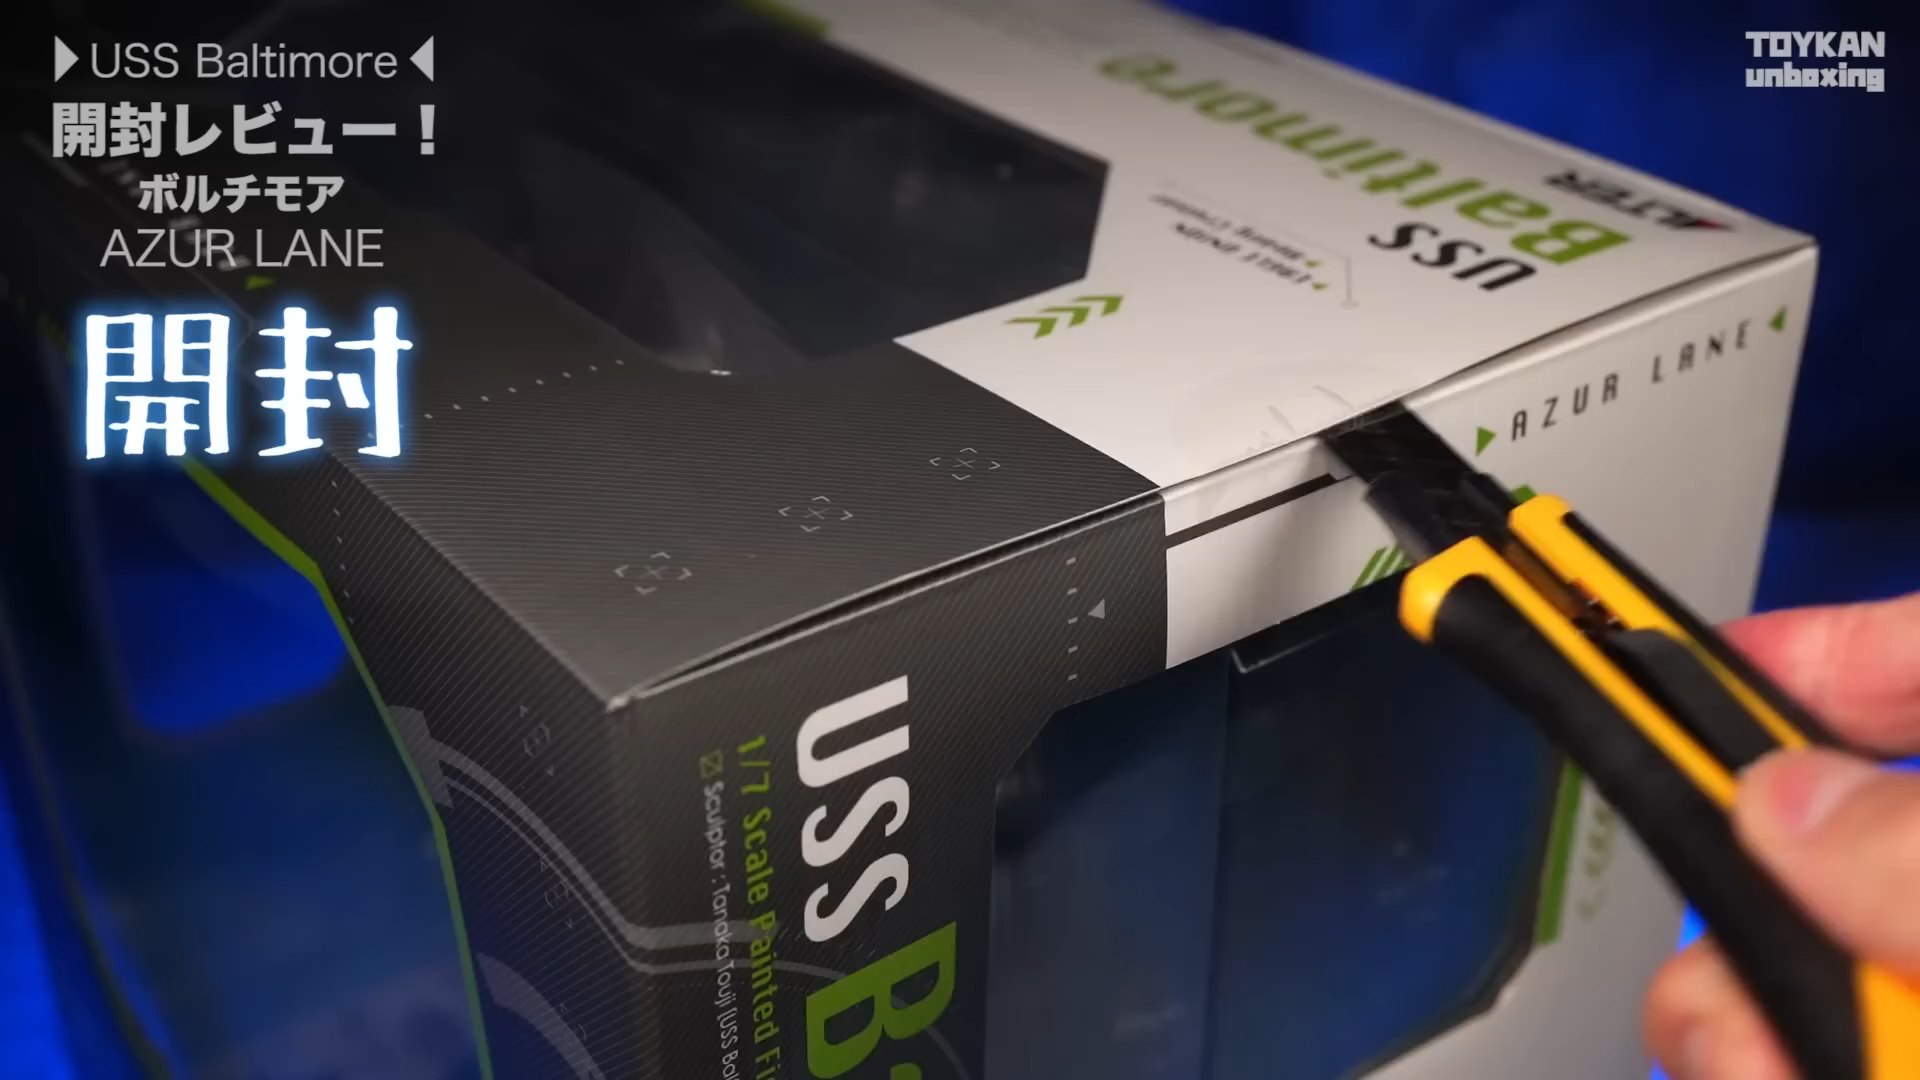 USS Baltimore
開封レビュー！
ボルチモア
AZUR LANE
開封
TOYKAN
unboxing
ALTER
USS
Baltimore
AZUR LANE
USS
1/7 Scale Painted
Sculptor : Tanaka Touji (USS